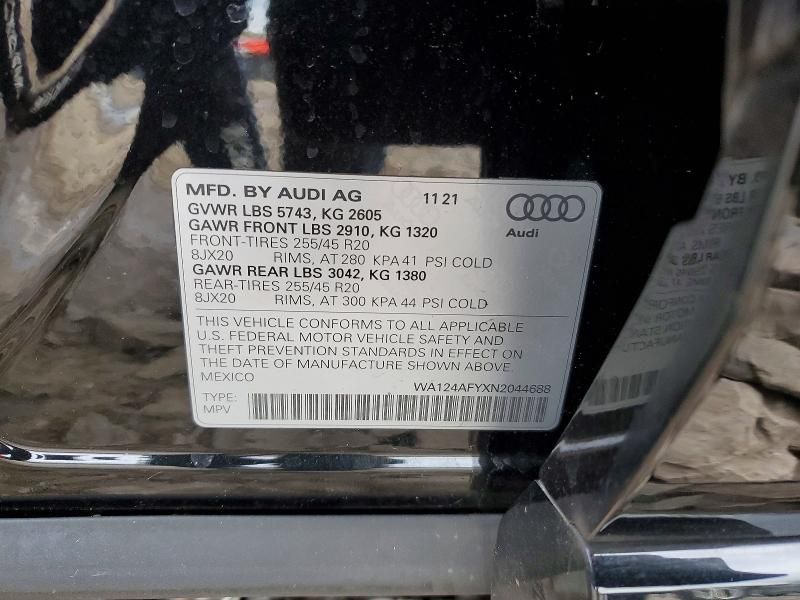 MFD. BY AUDI AG 11 21
GVWR LBS 5743, KG 2605
GAWR FRONT LBS 2910, KG 1320
FRONT-TIRES 255/45 R20
8JX20 RIMS, AT 280 KPA 41 PSI COLD
GAWR REAR LBS 3042, KG 1380
REAR-TIRES 255/45 R20
8JX20 RIMS, AT 300 KPA 44 PSI COLD
Audi
THIS VEHICLE CONFORMS TO ALL APPLICABLE
U.S. FEDERAL MOTOR VEHICLE SAFETY AND
THEFT PREVENTION STANDARDS IN EFFECT ON
THE DATE OF MANUFACTURE SHOWN ABOVE.
MEXICO
WA124AFYXN2044688
TYPE:
MPV